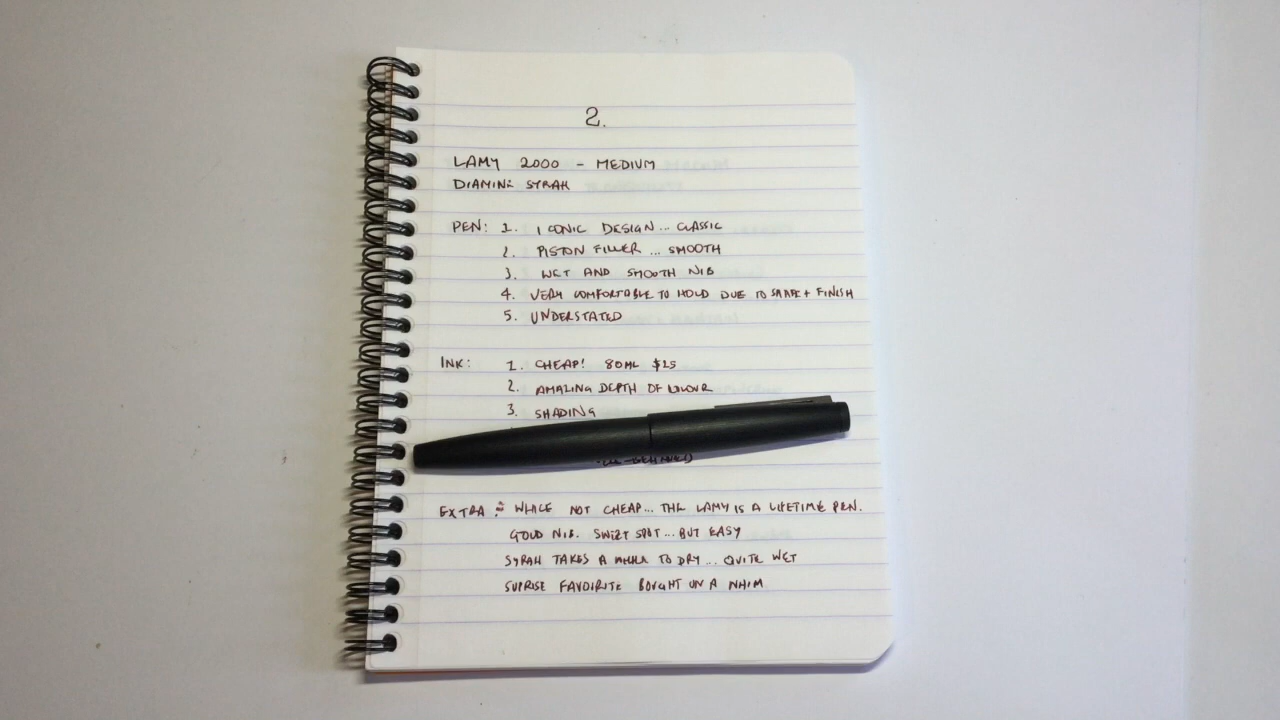 2.
LAMY 2000 - MEDIUM
DIAMINE SYRAH
PEN: 1. ICONIC DESIGN... CLASSIC
2. PISTON FILLER ... SMOOTH
3. WET AND SMOOTH NIB
4. VERY COMFORTABLE TO HOLD DUE TO SHAPE + FINISH
5. UNDERSTATED
INK: 1. CHEAP! 80ML $25
2. AMAZING DEPTH OF COLOUR
3. SHADING
EXTRA: WHILE NOT CHEAP... THE LAMY IS A LIFETIME PEN.
GOLD NIB. SWEET SPOT... BUT EASY
SYRAH TAKES A WHILE TO DRY... QUITE WET
SUPRISE FAVOURITE BOUGHT ON A WHIM